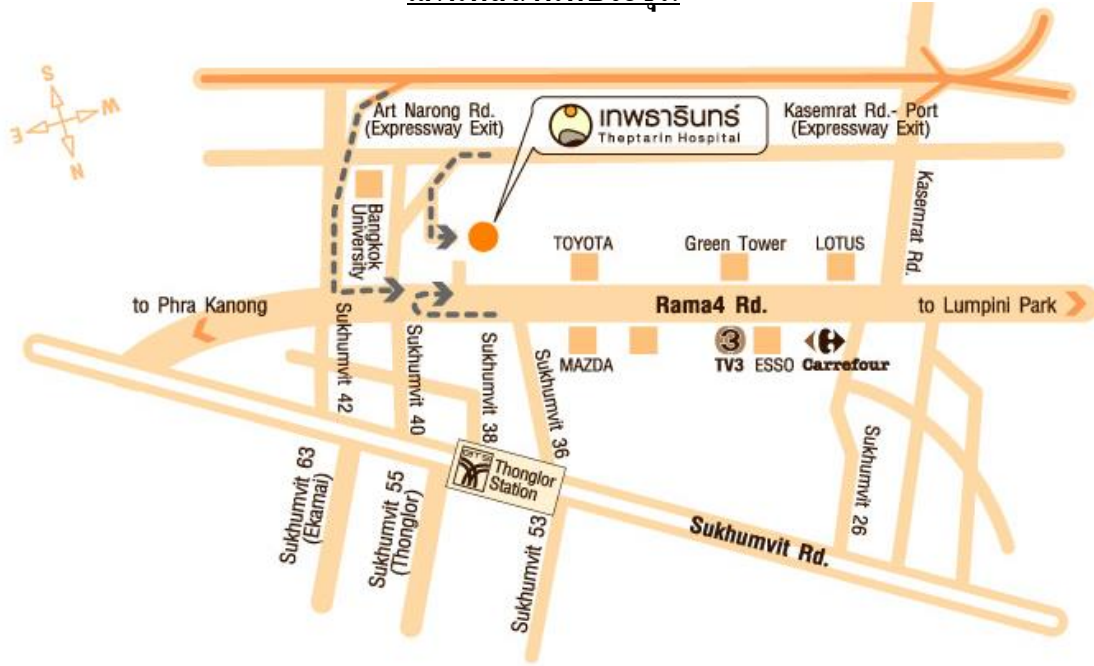 S
W
E
N
Art Narong Rd.
(Expressway Exit)
เทพธารินทร์
Theptarin Hospital
Kasemrat Rd.- Port
(Expressway Exit)
Kasemrat Rd.
Bangkok
University
TOYOTA
Green Tower
LOTUS
to Phra Kanong
Rama4 Rd.
to Lumpini Park
MAZDA
3
TV3
ESSO
Carrefour
Sukhumvit 42
Sukhumvit 40
Sukhumvit 38
Sukhumvit 36
Sukhumvit 26
Thonglor
Station
Sukhumvit 63
(Ekamai)
Sukhumvit 55
(Thonglor)
Sukhumvit 53
Sukhumvit Rd.